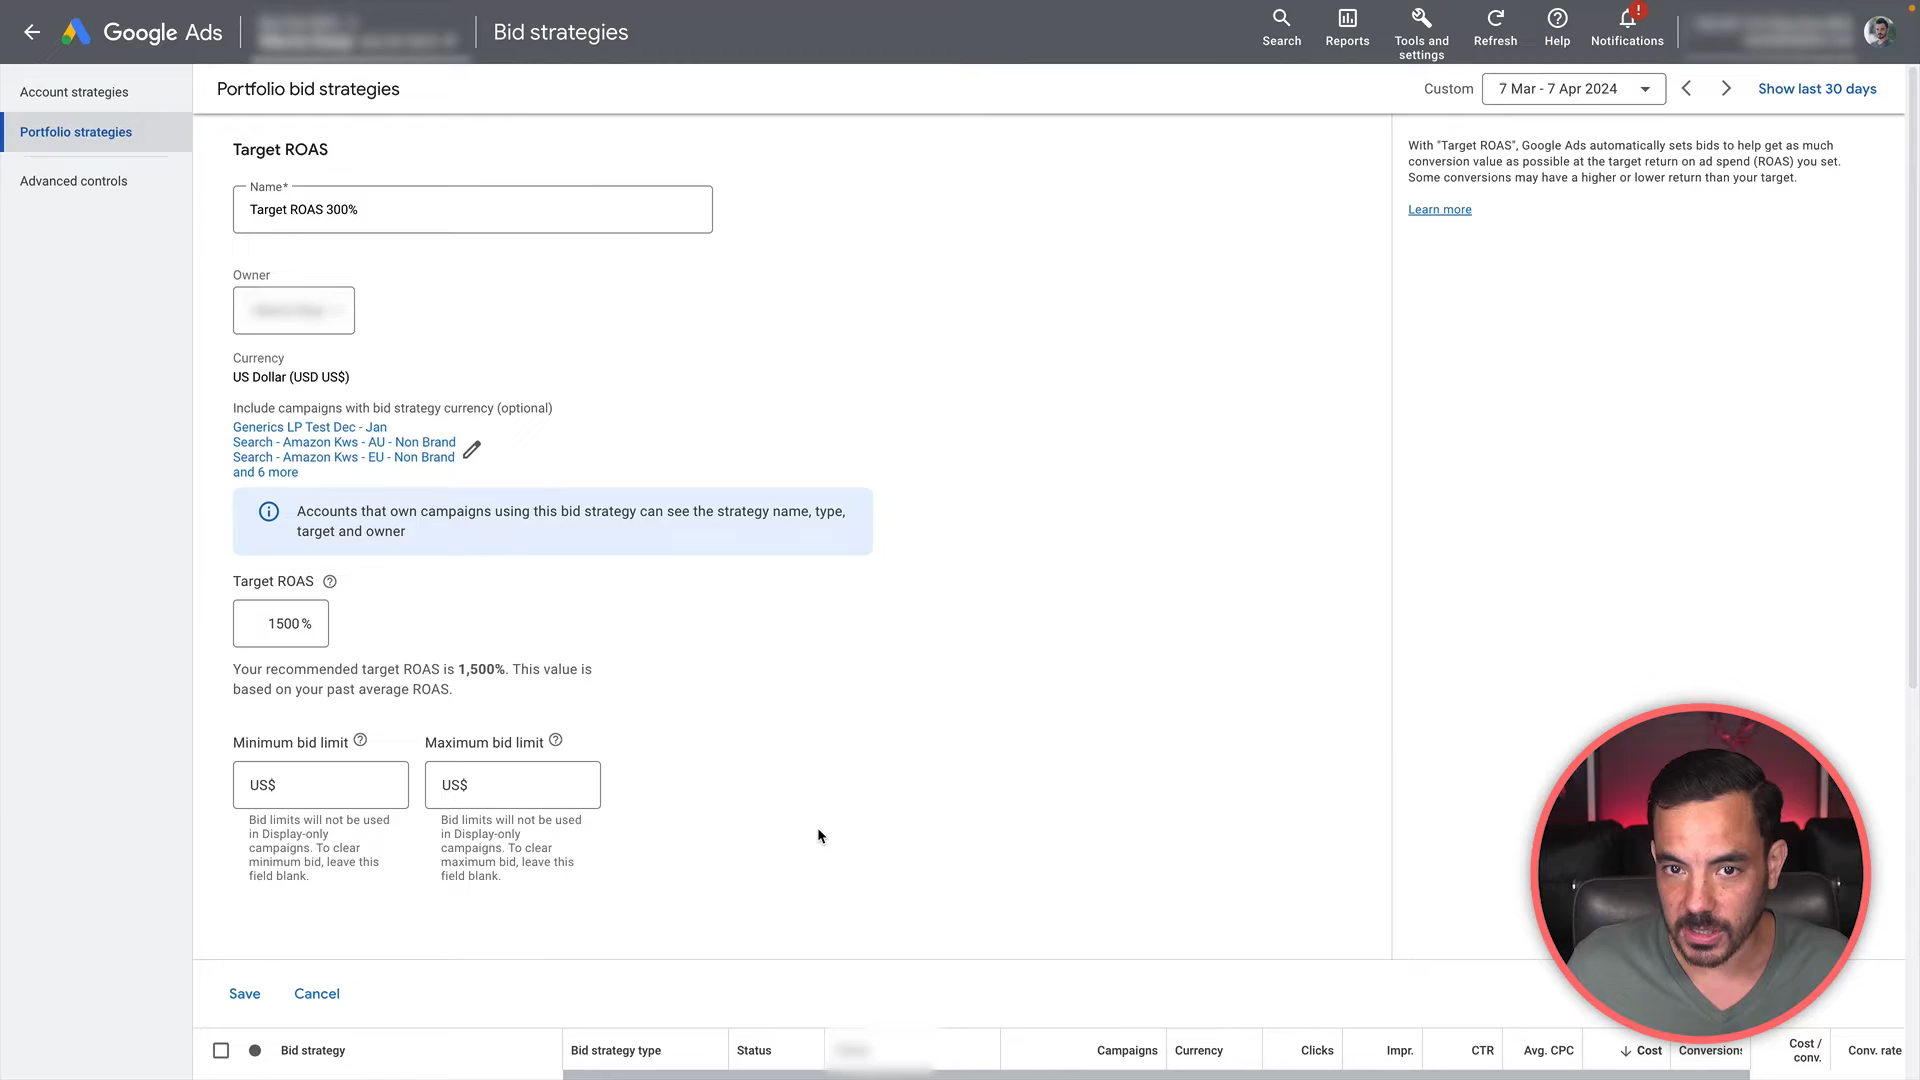 Google Ads
Bid strategies
Search
Reports
Tools and
settings
Refresh
Help
!
Notifications
Account strategies
Portfolio strategies
Advanced controls
Portfolio bid strategies
Custom
7 Mar - 7 Apr 2024
Show last 30 days
Target ROAS
Name*
Target ROAS 300%
Owner
Currency
US Dollar (USD US$)
Include campaigns with bid strategy currency (optional)
Generics LP Test Dec - Jan
Search - Amazon Kws - AU - Non Brand
Search - Amazon Kws - EU - Non Brand
and 6 more
Accounts that own campaigns using this bid strategy can see the strategy name, type,
target and owner
Target ROAS
1500 %
Your recommended target ROAS is 1,500%. This value is
based on your past average ROAS.
Minimum bid limit
US$
Bid limits will not be used
in Display-only
campaigns. To clear
minimum bid, leave this
field blank.
Maximum bid limit
US$
Bid limits will not be used
in Display-only
campaigns. To clear
maximum bid, leave this
field blank.
With "Target ROAS", Google Ads automatically sets bids to help get as much
conversion value as possible at the target return on ad spend (ROAS) you set.
Some conversions may have a higher or lower return than your target.
Learn more
Save
Cancel
Bid strategy
Bid strategy type
Status
Campaigns
Currency
Clicks
Impr.
CTR
Avg. CPC
Cost
Conversions
Cost /
conv.
Conv. rate